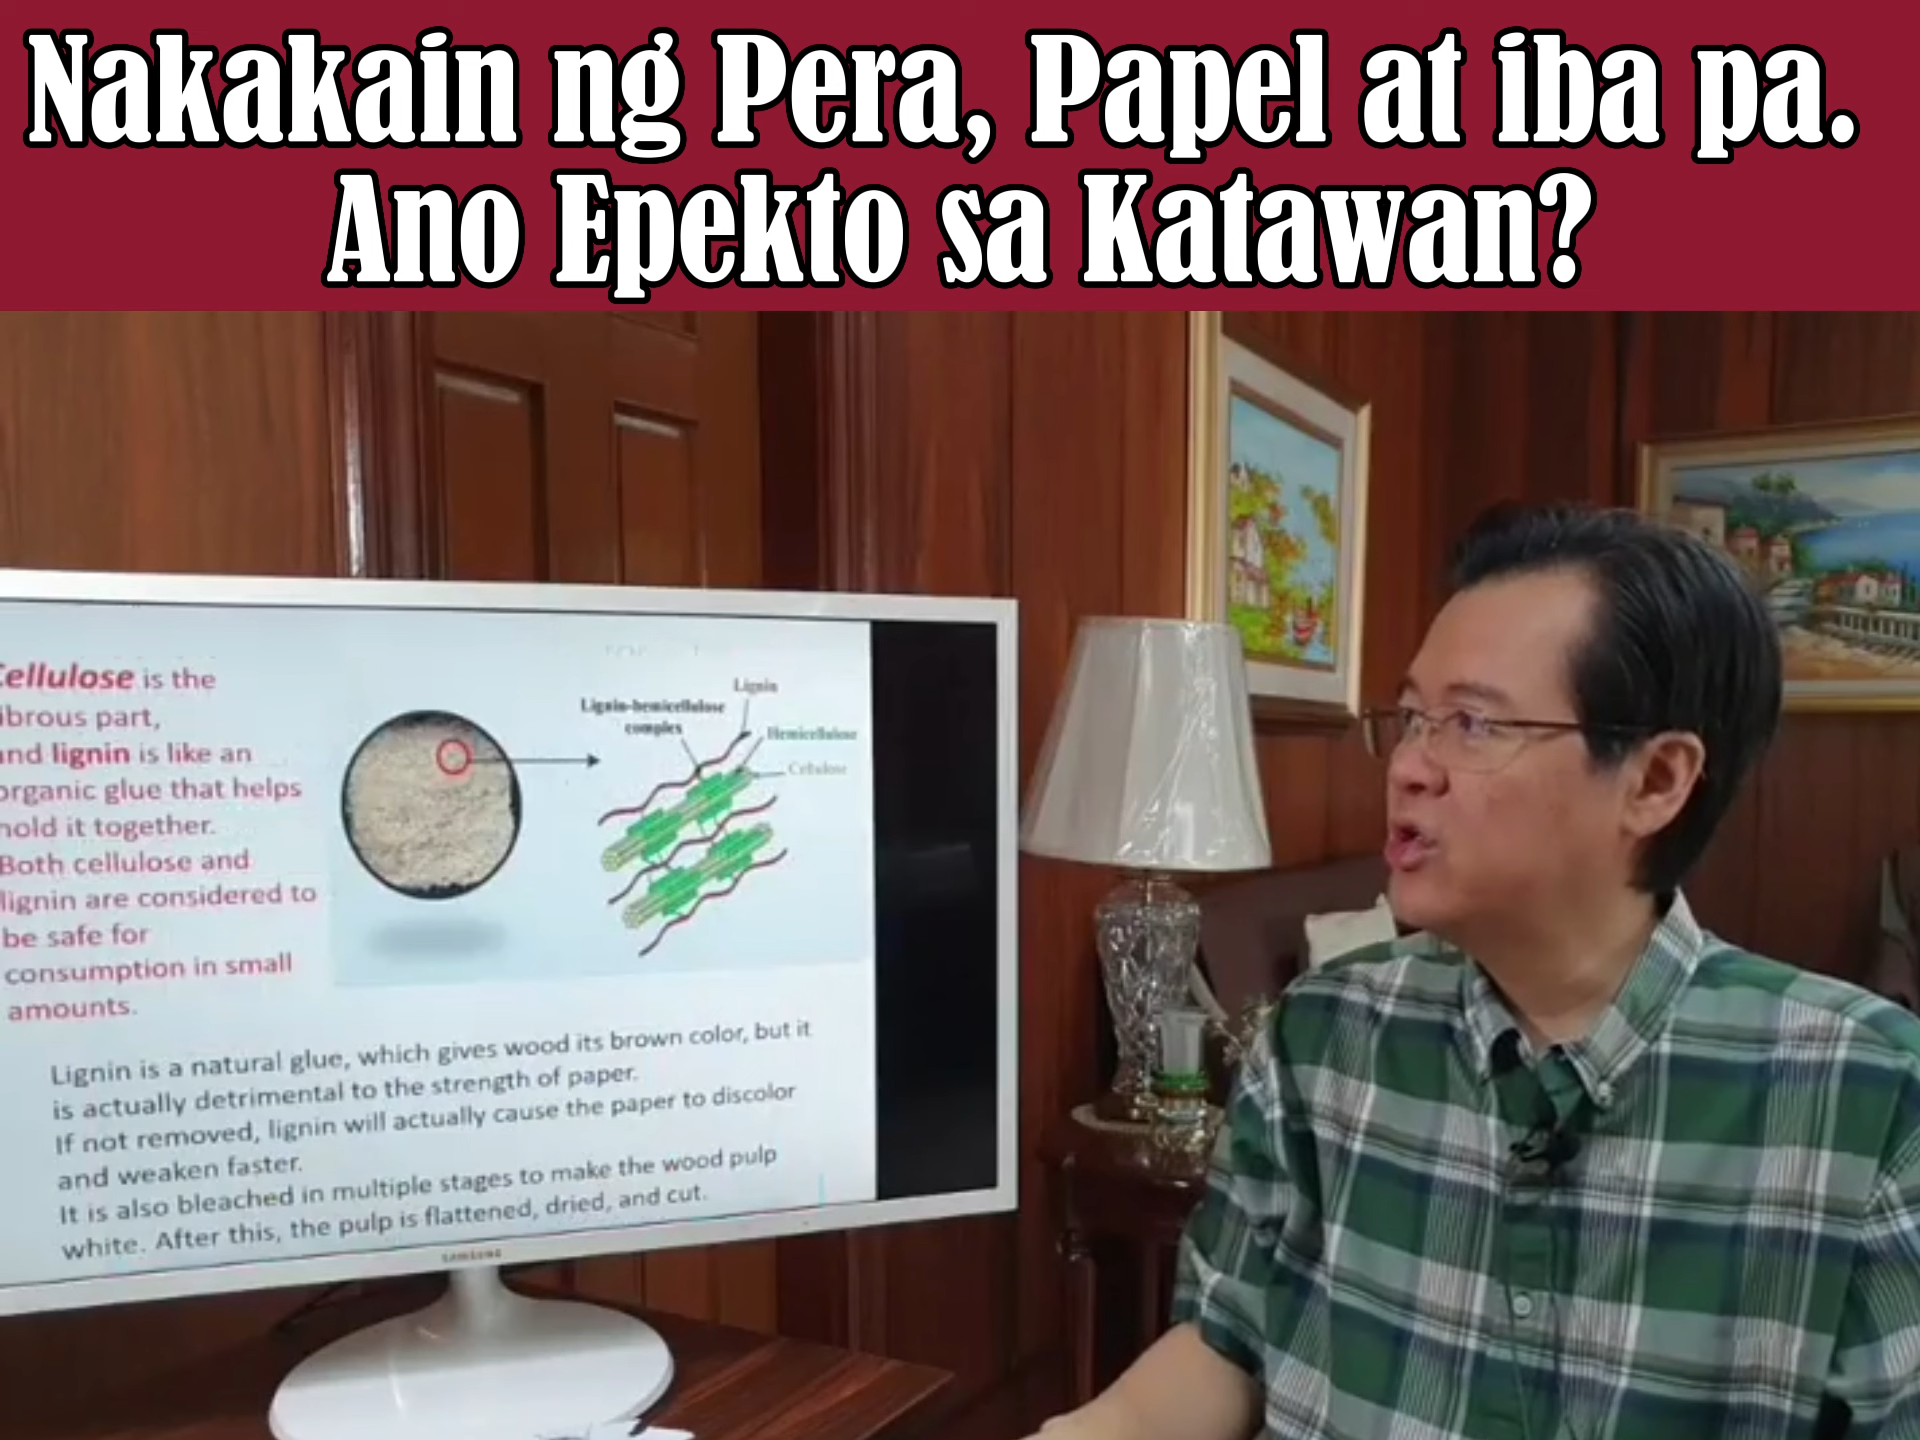 Nakakain ng Pera, Papel at iba pa.
Ano Epekto sa Katawan?
Cellulose is the
fibrous part,
and lignin is like an
organic glue that helps
hold it together.
Both cellulose and
lignin are considered to
be safe for
consumption in small
amounts.
Lignin
Lignin-hemicellulose
complex
Hemicellulose
Cellulose
Lignin is a natural glue, which gives wood its brown color, but it
is actually detrimental to the strength of paper.
If not removed, lignin will actually cause the paper to discolor
and weaken faster.
It is also bleached in multiple stages to make the wood pulp
white. After this, the pulp is flattened, dried, and cut.
SAMSUNG